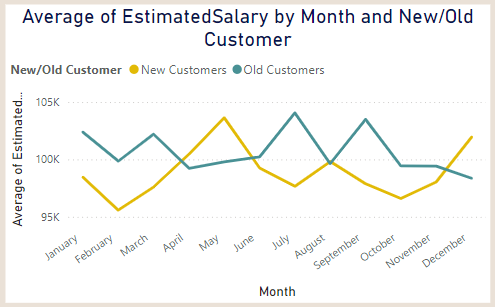 Average of EstimatedSalary by Month and New/Old
Customer
New/Old Customer New Customers Old Customers
Average of Estimated...
105K
100K
95K
January
February
March
April
May
June
July
August
September
October
November
December
Month